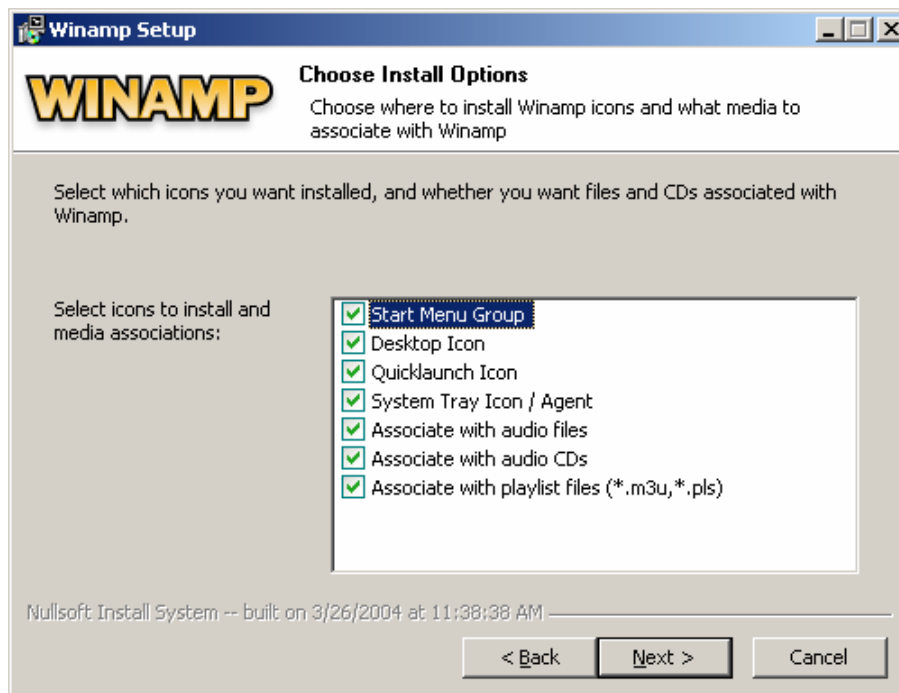 Winamp Setup
WINAMP
Choose Install Options
Choose where to install Winamp icons and what media to
associate with Winamp
Select which icons you want installed, and whether you want files and CDs associated with
Winamp.
Select icons to install and
media associations:
Start Menu Group
Desktop Icon
Quicklaunch Icon
System Tray Icon / Agent
Associate with audio files
Associate with audio CDs
Associate with playlist files (*.m3u,*.pls)
Nullsoft Install System -- built on 3/26/2004 at 11:38:38 AM
< Back
Next >
Cancel